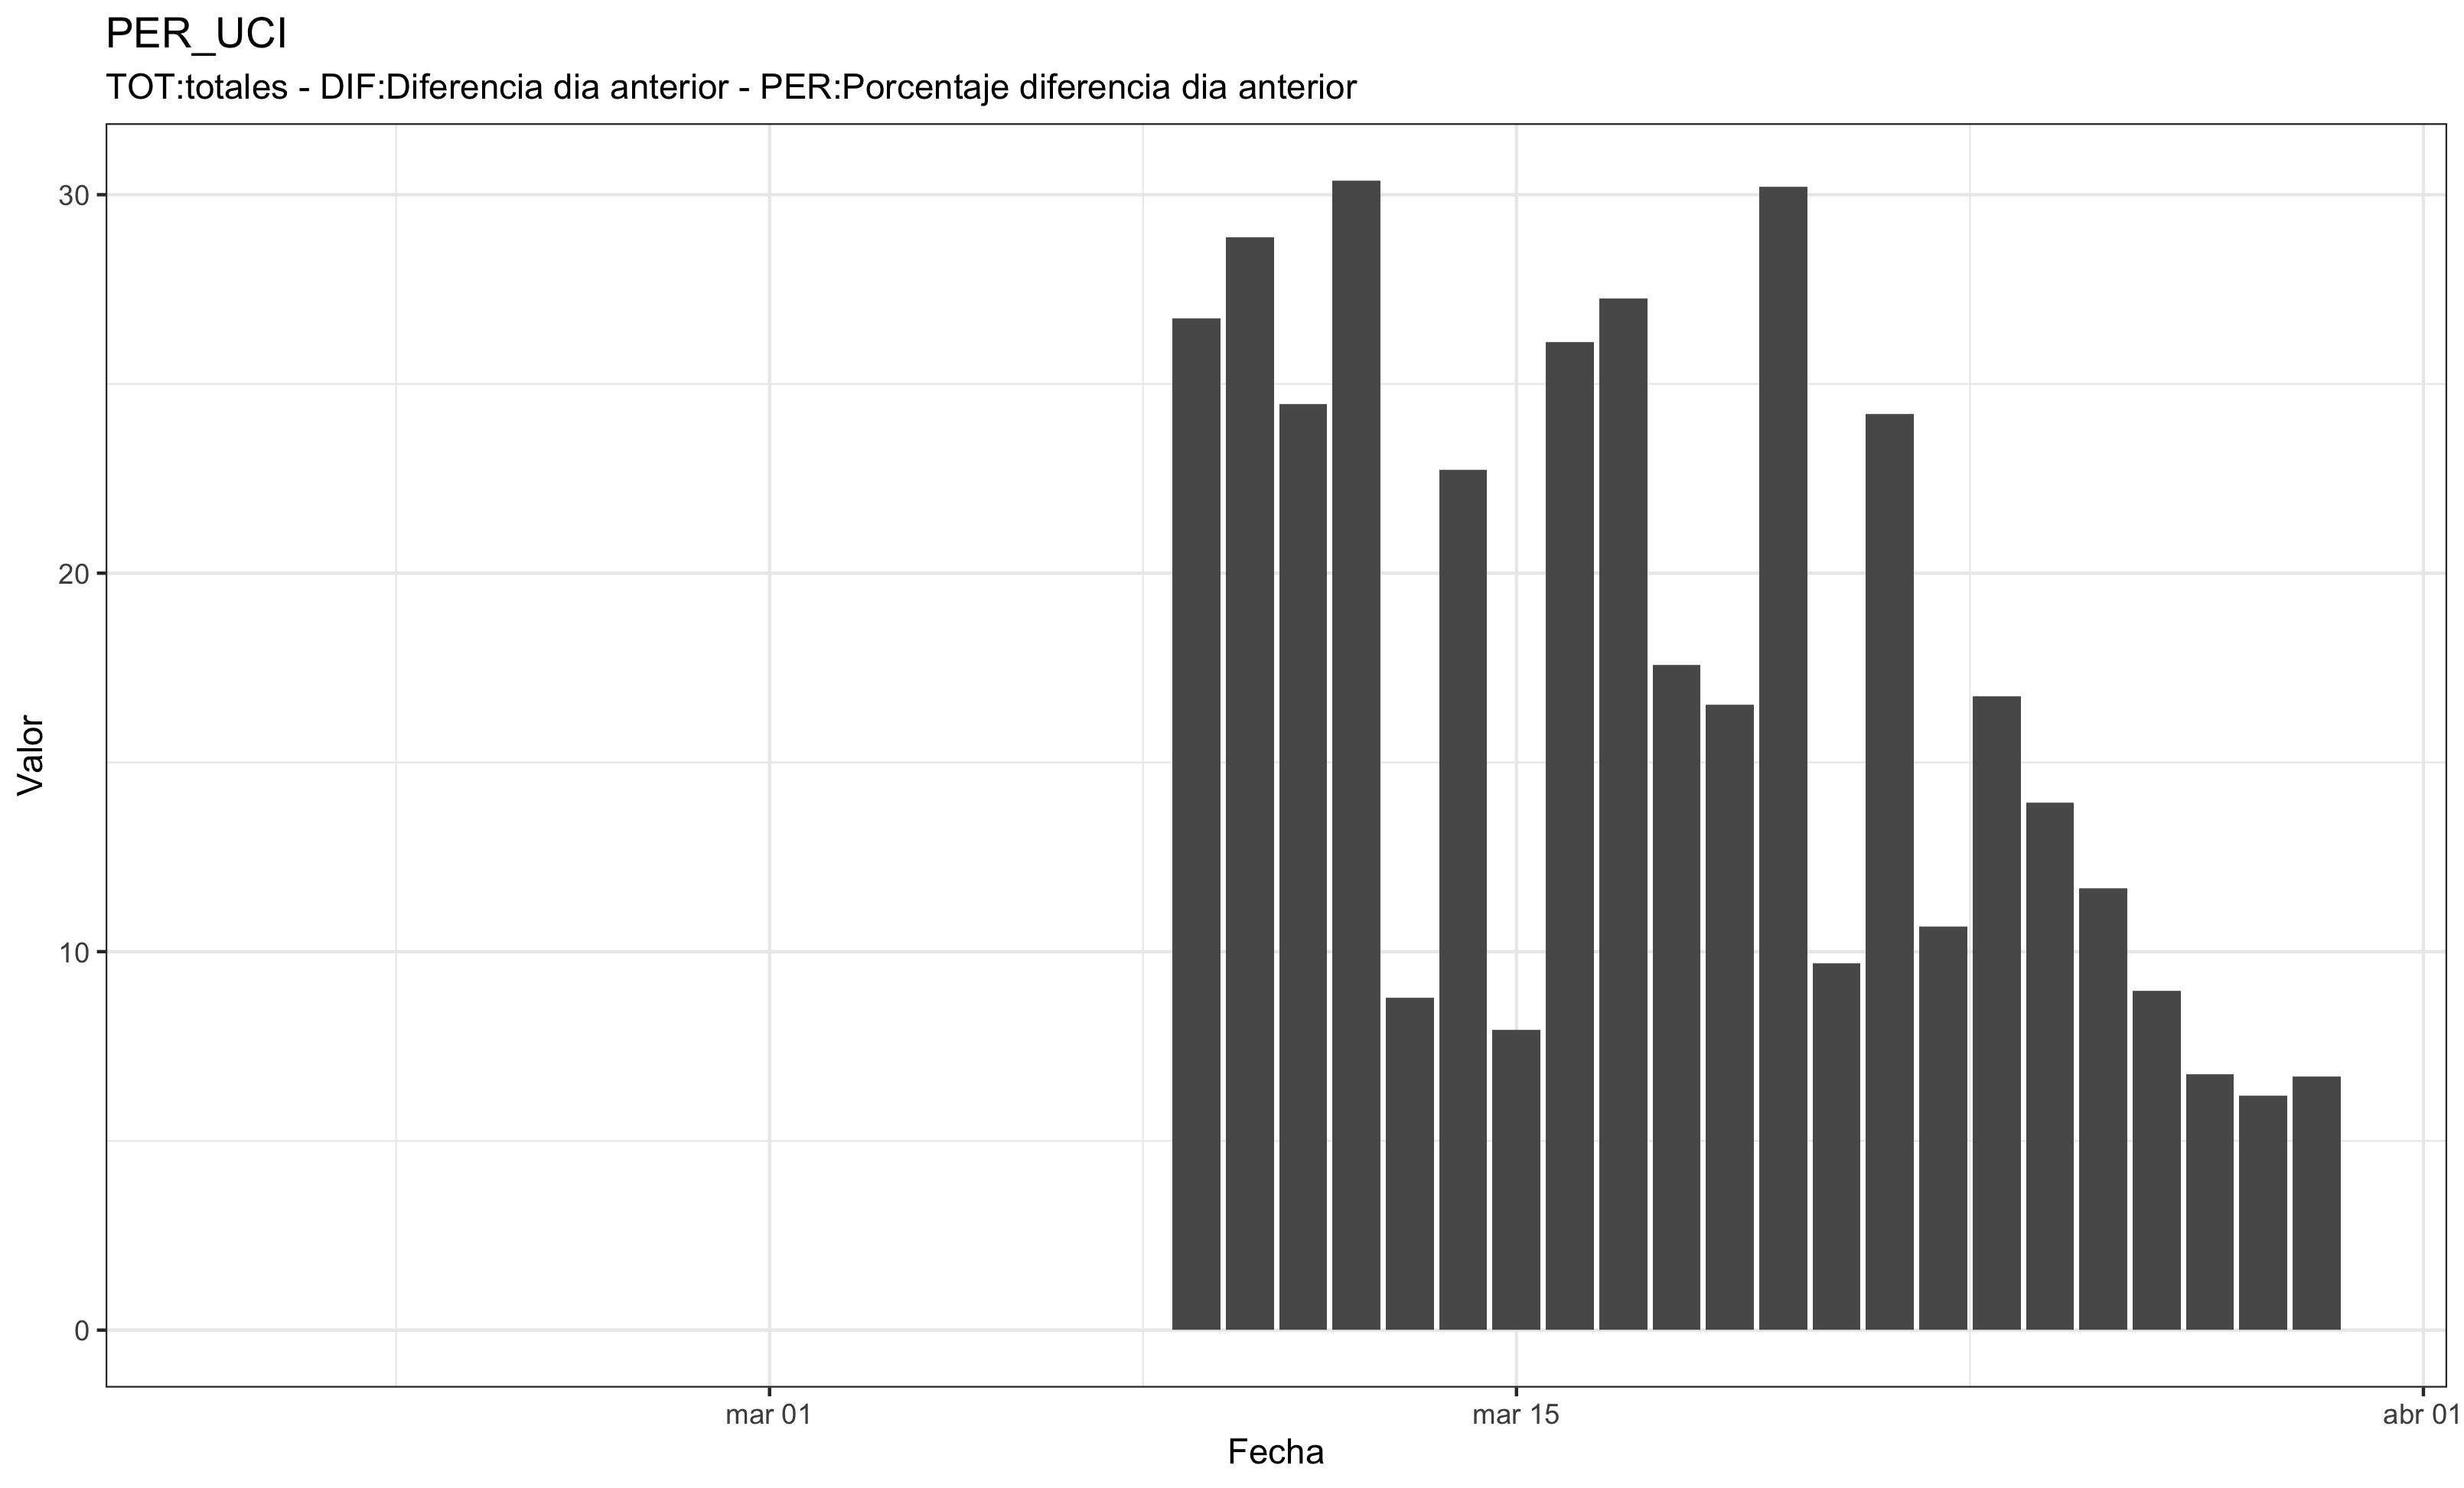 PER_UCI
TOT:totales - DIF:Diferencia dia anterior - PER:Porcentaje diferencia dia anterior
30
20
10
0
Valor
mar 01
mar 15
abr 01
Fecha